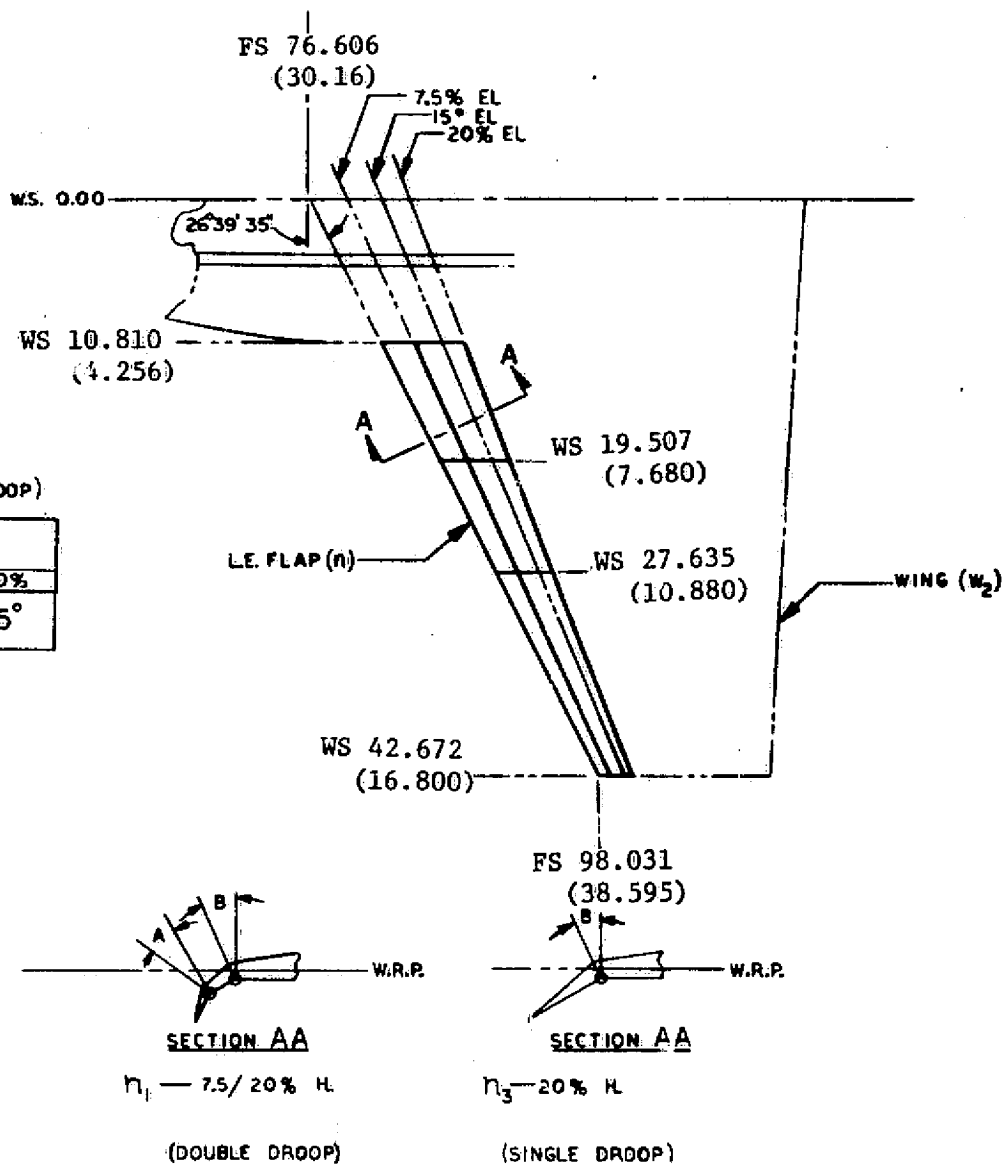 FS 76.606
(30.16)
7.5% EL
15° EL
20% EL
W.S. 0.00
26°39'35"
WS 10.810
(4.256)
A
A
WS 19.507
(7.680)
L.E. FLAP (n)
WS 27.635
(10.880)
WING (W₂)
0%
5°
WS 42.672
(16.800)
FS 98.031
(38.595)
A
B
W.R.P.
SECTION AA
n₁ — 7.5/20% H.
(DOUBLE DROOP)
B
W.R.P.
SECTION AA
n₃—20% H.
(SINGLE DROOP)